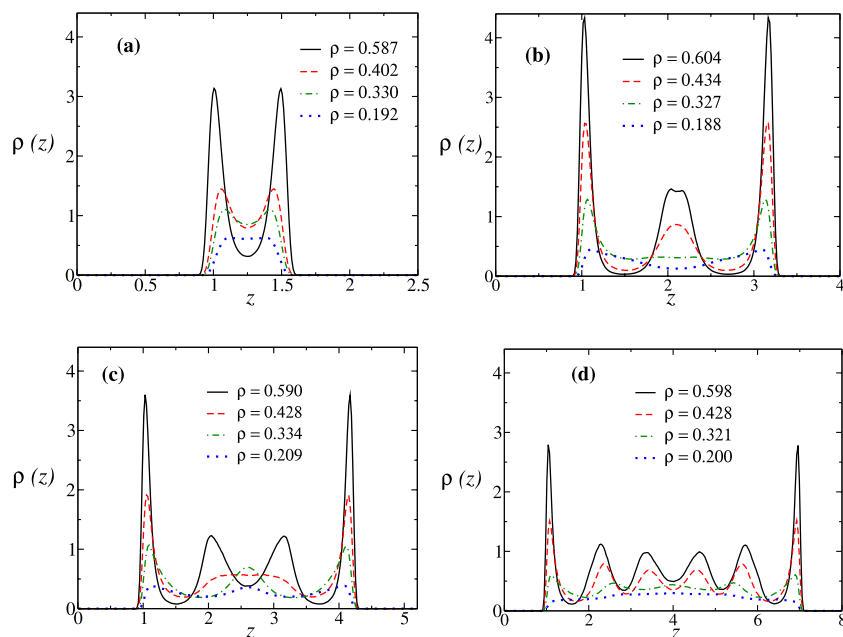 (a)
ρ = 0.587
ρ = 0.402
ρ = 0.330
ρ = 0.192
ρ (z)
4
3
2
1
0
0 0.5 1 1.5 2 2.5
z
(b)
ρ = 0.604
ρ = 0.434
ρ = 0.327
ρ = 0.188
ρ (z)
4
3
2
1
0
0 1 2 3 4
z
(c)
ρ = 0.590
ρ = 0.428
ρ = 0.334
ρ = 0.209
ρ (z)
4
3
2
1
0
0 1 2 3 4 5
z
(d)
ρ = 0.598
ρ = 0.428
ρ = 0.321
ρ = 0.200
ρ (z)
4
3
2
1
0
0 2 4 6 8
z